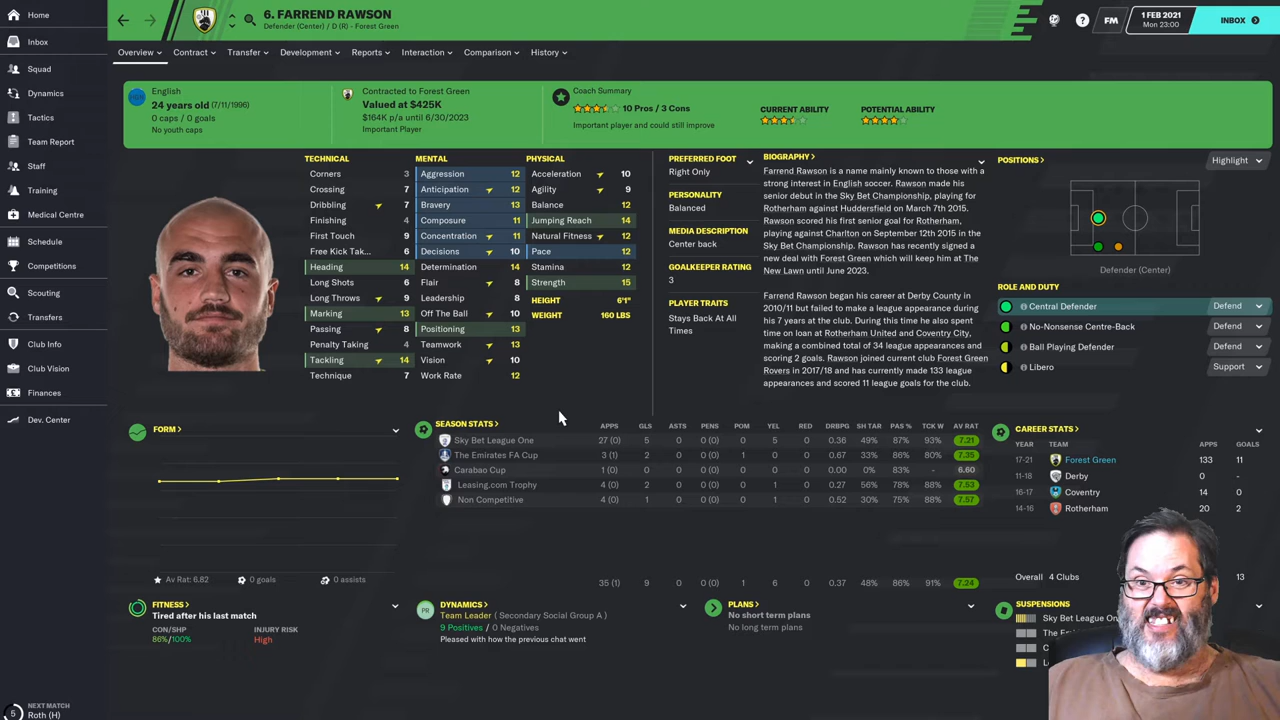 Home
6. FARREND RAWSON
Defender (Center) / D (R) - Forest Green
FM
1 FEB 2021
Mon 23:00
INBOX
Inbox
Squad
Dynamics
Tactics
Team Report
Staff
Training
Medical Centre
Schedule
Competitions
Scouting
Transfers
Club Info
Club Vision
Finances
Dev. Center
NEXT MATCH
5 Roth (H)
Overview Contract Transfer Development Reports Interaction Comparison History
English
24 years old (7/11/1996)
0 caps / 0 goals
No youth caps
Contracted to Forest Green
Valued at $425K
$164K p/a until 6/30/2023
Important Player
Coach Summary
10 Pros / 3 Cons
Important player and could still improve
CURRENT ABILITY
POTENTIAL ABILITY
TECHNICAL
Corners 3
Crossing 7
Dribbling 7
Finishing 4
First Touch 9
Free Kick Tak... 6
Heading 14
Long Shots 6
Long Throws 9
Marking 13
Passing 8
Penalty Taking 4
Tackling 14
Technique 7
MENTAL
Aggression 12
Anticipation 12
Bravery 13
Composure 11
Concentration 11
Decisions 10
Determination 14
Flair 8
Leadership 8
Off The Ball 10
Positioning 13
Teamwork 13
Vision 10
Work Rate 12
PHYSICAL
Acceleration 10
Agility 9
Balance 12
Jumping Reach 14
Natural Fitness 12
Pace 12
Stamina 12
Strength 15
HEIGHT 6'1"
WEIGHT 160 LBS
PREFERRED FOOT
Right Only
PERSONALITY
Balanced
MEDIA DESCRIPTION
Center back
GOALKEEPER RATING
3
PLAYER TRAITS
Stays Back At All
Times
BIOGRAPHY>
Farrend Rawson is a name mainly known to those with a
strong interest in English soccer. Rawson made his
senior debut in the Sky Bet Championship, playing for
Rotherham against Huddersfield on March 7th 2015.
Rawson scored his first senior goal for Rotherham,
playing against Charlton on September 12th 2015 in the
Sky Bet Championship. Rawson has recently signed a
new deal with Forest Green which will keep him at The
New Lawn until June 2023.
Farrend Rawson began his career at Derby County in
2010/11 but failed to make a league appearance during
his 7 years at the club. During this time he also spent
time on loan at Rotherham United and Coventry City,
making a combined total of 34 league appearances and
scoring 2 goals. Rawson joined current club Forest Green
Rovers in 2017/18 and has currently made 133 league
appearances and scored 11 league goals for the club.
POSITIONS>
Highlight
Defender (Center)
ROLE AND DUTY
Central Defender Defend
No-Nonsense Centre-Back Defend
Ball Playing Defender Defend
Libero Support
FORM>
Av Rat: 6.82 0 goals 0 assists
SEASON STATS> APPS GLS ASTS PENS POM YEL RED DRBPG SH TAR PAS % TCK W AV RAT
Sky Bet League One 27 (0) 5 0 0 (0) 0 5 0 0.36 49% 87% 93% 7.21
The Emirates FA Cup 3 (1) 2 0 0 (0) 1 0 0 0.67 33% 86% 80% 7.35
Carabao Cup 1 (0) 0 0 0 (0) 0 0 0 0.00 0% 83% - 6.60
Leasing.com Trophy 4 (0) 2 0 0 (0) 0 1 0 0.27 56% 78% 88% 7.53
Non Competitive 4 (0) 1 0 0 (0) 0 1 0 0.52 30% 75% 88% 7.57
35 (1) 9 0 0 (0) 1 6 0 0.37 48% 86% 91% 7.24
CAREER STATS>
YEAR TEAM APPS GOALS
17-21 Forest Green 133 11
11-18 Derby 0 -
16-17 Coventry 14 0
14-16 Rotherham 20 2
Overall 4 Clubs 13
FITNESS>
Tired after his last match
CON/SHP
86%/100%
INJURY RISK
High
PR
DYNAMICS>
Team Leader ( Secondary Social Group A )
9 Positives / 0 Negatives
Pleased with how the previous chat went
PLANS>
No short term plans
No long term plans
SUSPENSIONS
Sky Bet League On
The E
C
L